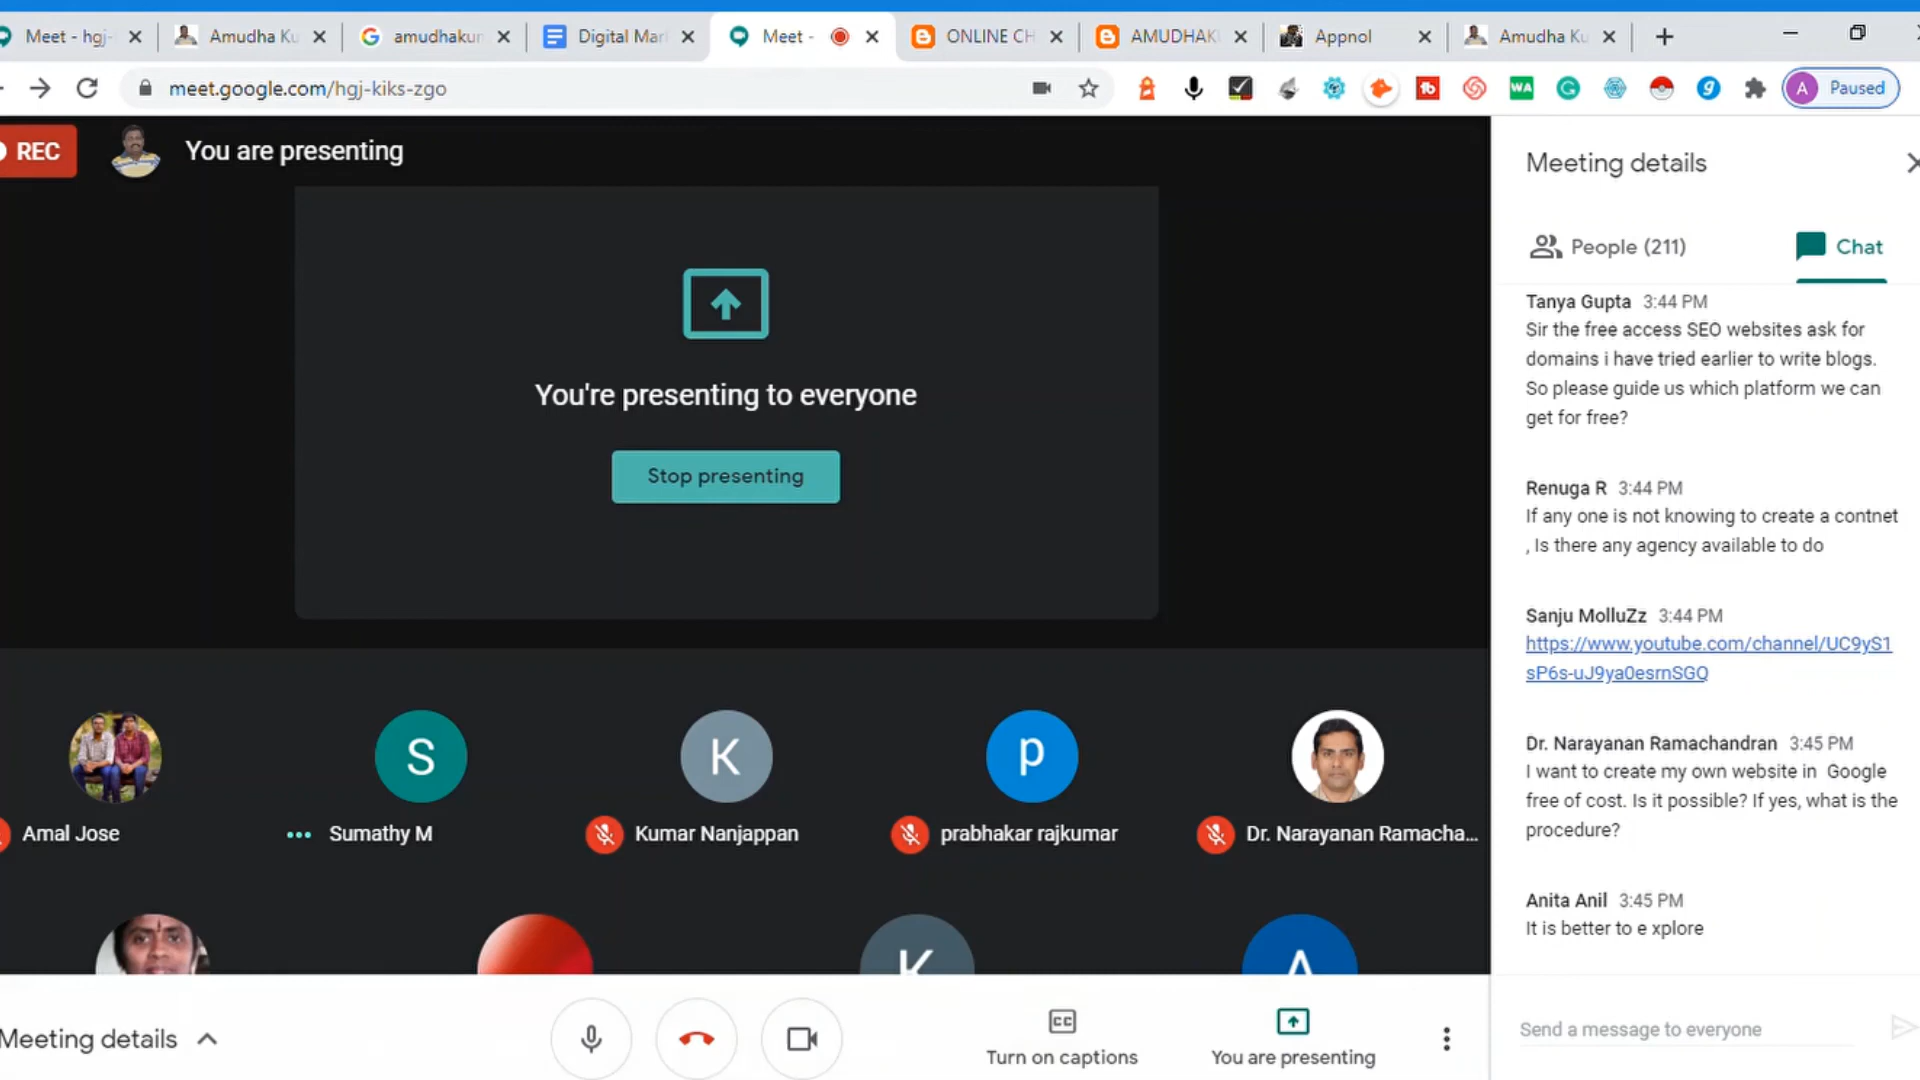 Meet - hgj-
Amudha Ku
amudhakun
Digital Mar
Meet -
ONLINE CH
AMUDHAK
Appnol
Amudha Ku
meet.google.com/hgj-kiks-zgo
WA
A
Paused
REC
You are presenting
Meeting details
People (211)
Chat
You're presenting to everyone
Stop presenting
Tanya Gupta 3:44 PM
Sir the free access SEO websites ask for
domains i have tried earlier to write blogs.
So please guide us which platform we can
get for free?
Renuga R 3:44 PM
If any one is not knowing to create a contnet
, Is there any agency available to do
Sanju MolluZz 3:44 PM
https://www.youtube.com/channel/UC9yS1
sP6s-uJ9ya0esrnSGQ
Dr. Narayanan Ramachandran 3:45 PM
I want to create my own website in Google
free of cost. Is it possible? If yes, what is the
procedure?
Anita Anil 3:45 PM
It is better to e xplore
S
K
p
Amal Jose
Sumathy M
Kumar Nanjappan
prabhakar rajkumar
Dr. Narayanan Ramacha...
K
A
Meeting details
CC
Turn on captions
You are presenting
Send a message to everyone